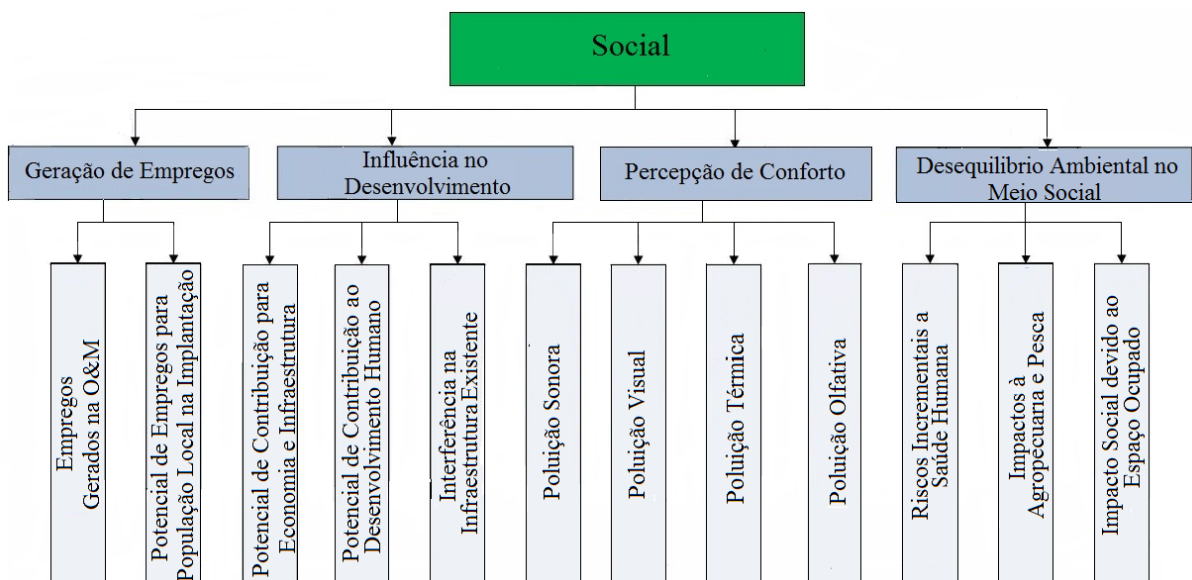 Social
Geração de Empregos
Influência no
Desenvolvimento
Percepção de Conforto
Desequilibrio Ambiental no
Meio Social
Empregos
Gerados na O&M
Potencial de Empregos para
População Local na Implantação
Potencial de Contribuição para
Economia e Infraestrutura
Potencial de Contribuição ao
Desenvolvimento Humano
Interferência na
Infraestrutura Existente
Poluição Sonora
Poluição Visual
Poluição Térmica
Poluição Olfativa
Riscos Incrementais a
Saúde Humana
Impactos à
Agropecuaria e Pesca
Impacto Social devido ao
Espaço Ocupado